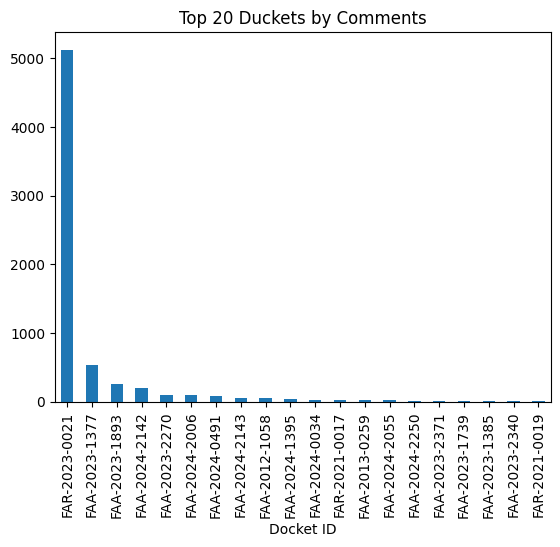 Top 20 Duckets by Comments
5000
4000
3000
2000
1000
0
FAR-2023-0021
FAA-2023-1377
FAA-2023-1893
FAA-2024-2142
FAA-2023-2270
FAA-2024-2006
FAA-2024-0491
FAA-2024-2143
FAA-2012-1058
FAA-2024-1395
FAA-2024-0034
FAR-2021-0017
FAA-2013-0259
FAA-2024-2055
FAA-2024-2250
FAA-2023-2371
FAA-2023-1739
FAA-2023-1385
FAA-2023-2340
FAR-2021-0019
Docket ID